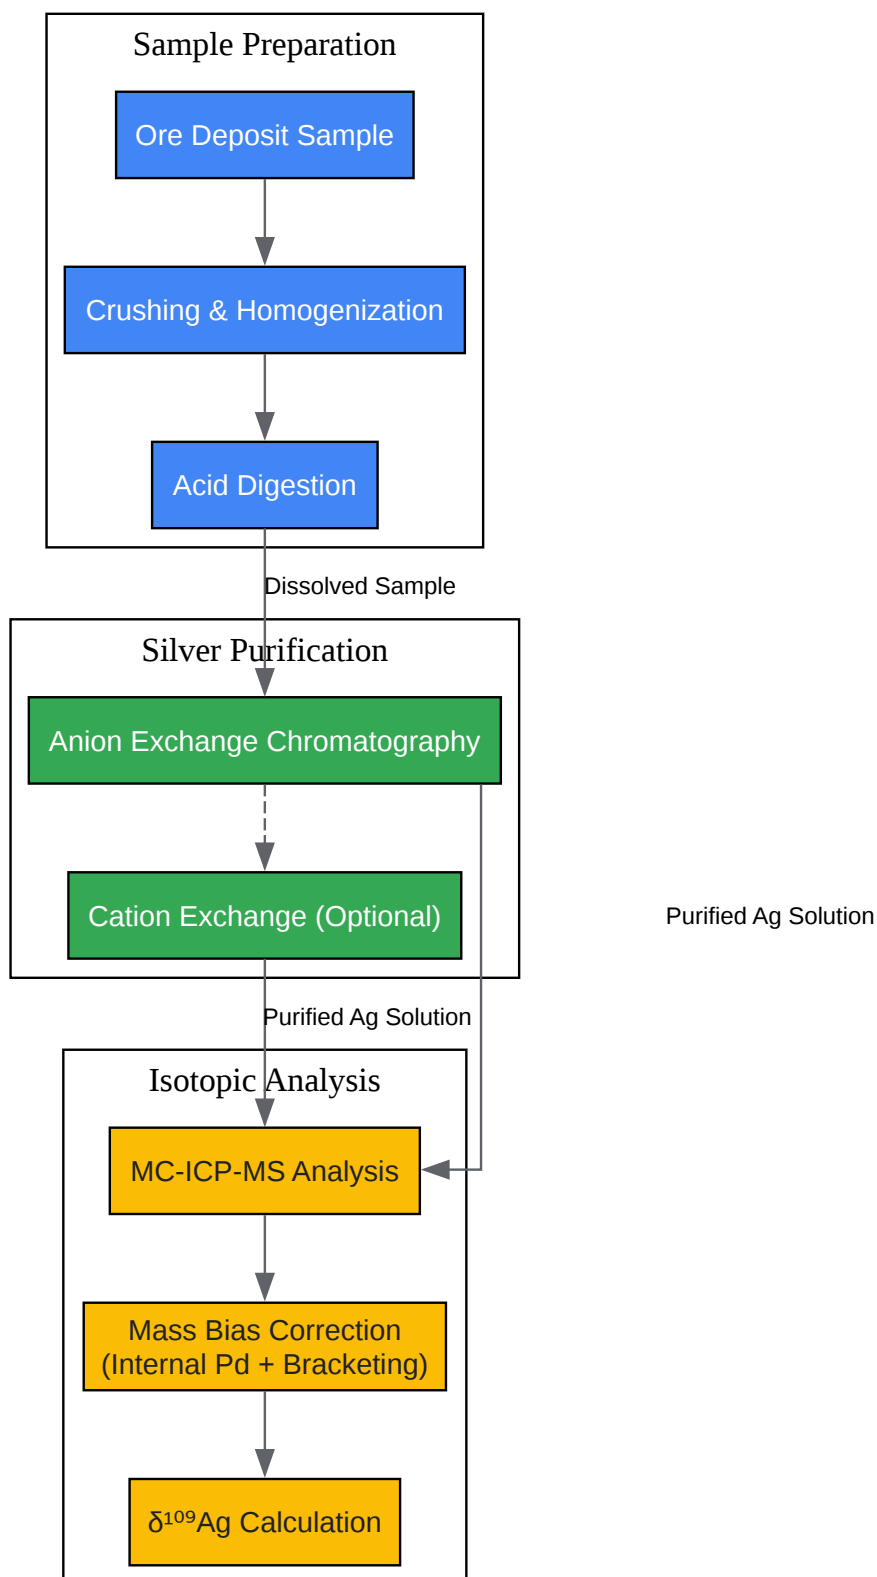 Sample Preparation
Ore Deposit Sample
Crushing & Homogenization
Acid Digestion
Dissolved Sample
Silver Purification
Anion Exchange Chromatography
Cation Exchange (Optional)
Purified Ag Solution
Purified Ag Solution
Isotopic Analysis
MC-ICP-MS Analysis
Mass Bias Correction
(Internal Pd + Bracketing)
δ¹⁰⁹Ag Calculation